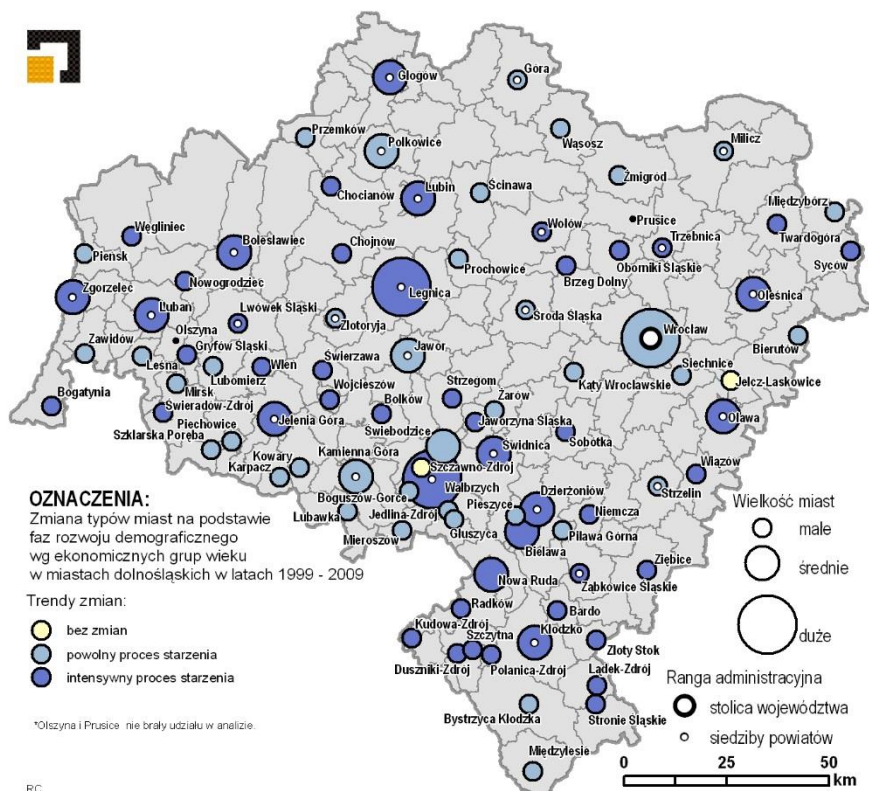 Głogów
Góra
Przemków
Polkowice
Wąsosz
Milicz
Żmigród
Ścinawa
Chocianów
Lubin
Międzybórz
Węgliniec
Prusice
Wołów
Twardogóra
Trzebnica
Pieńsk
Bolesławiec
Chojnów
Oborniki Śląskie
Syców
Prochowice
Brzeg Dolny
Nowogrodziec
Zgorzelec
Legnica
Oleśnica
Lubań
Lwówek Śląski
Środa Śląska
Złotoryja
Wrocław
Olszyna
Zawidów
Gryfów Śląski
Jawor
Bierutów
Leśna
Wleń
Świerzawa
Siechnice
Lubomierz
Kąty Wrocławskie
Jelcz-Laskowice
Mirsk
Wojcieszów
Strzegom
Bogatynia
Żarów
Świeradów-Zdrój
Bolków
Jaworzyna Śląska
Oława
Piechowice
Jelenia Góra
Świebodzice
Sobótka
Szklarska Poręba
Kowary
Kamienna Góra
Świdnica
Karpacz
Szczawno-Zdrój
Wiązów
Wałbrzych
Strzelin
Boguszów-Gorce
Dzierżoniów
Pieszyce
Lubawka
Jedlina-Zdrój
Niemcza
Głuszyca
Mieroszów
Piława Górna
Bielawa
Ziębice
Nowa Ruda
Ząbkowice Śląskie
Radków
Bardo
Kudowa-Zdrój
Szczytna
Kłodzko
Złoty Stok
Duszniki-Zdrój
Polanica-Zdrój
Lądek-Zdrój
Bystrzyca Kłodzka
Stronie Śląskie
Międzylesie
OZNACZENIA:
Zmiana typów miast na podstawie
faz rozwoju demograficznego
wg ekonomicznych grup wieku
w miastach dolnośląskich w latach 1999 - 2009
Trendy zmian:
bez zmian
powolny proces starzenia
intensywny proces starzenia
*Olszyna i Prusice nie brały udziału w analizie.
RC
Wielkość miast
małe
średnie
duże
Ranga administracyjna
stolica województwa
siedziby powiatów
0 25 50
km